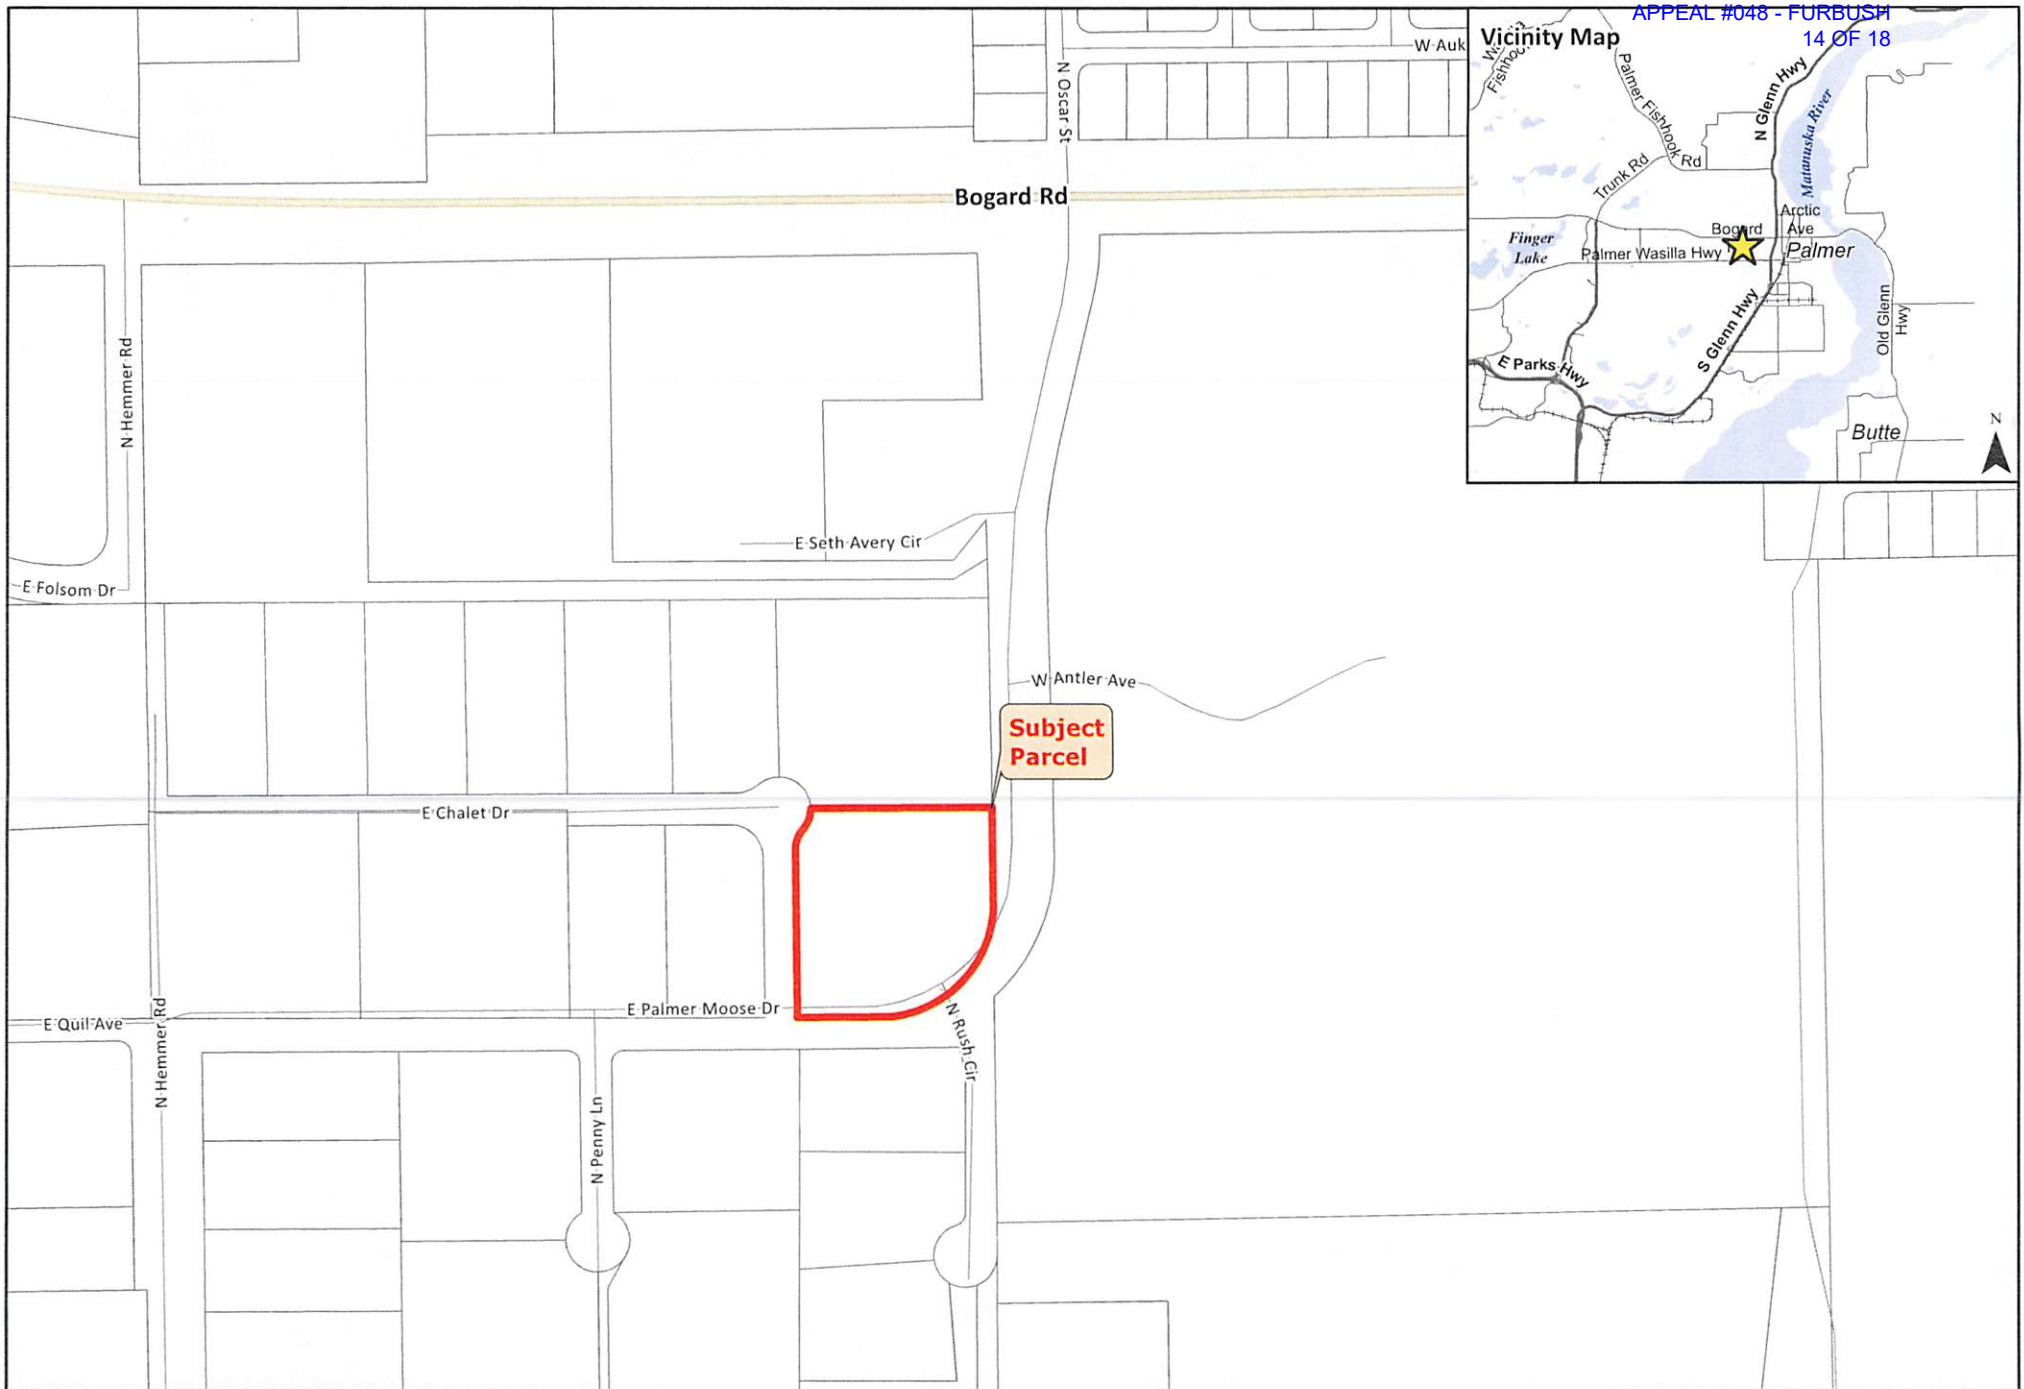 APPEAL #048 - FURBUSH
14 OF 18
Vicinity Map
Fishhook
Palmer Fishhook Rd
N Glenn Hwy
Matanuska River
Trunk Rd
Arctic
Ave
Bogard
Finger
Lake
Palmer Wasilla Hwy
Palmer
S Glenn Hwy
Old Glenn
Hwy
E Parks Hwy
Butte
N
W Auk
N Oscar St
Bogard Rd
N Hemmer Rd
E Seth Avery Cir
E Folsom Dr
W Antler Ave
Subject
Parcel
E Chalet Dr
E Palmer Moose Dr
E Quil Ave
N Hemmer Rd
N Rush Cir
N Penny Ln